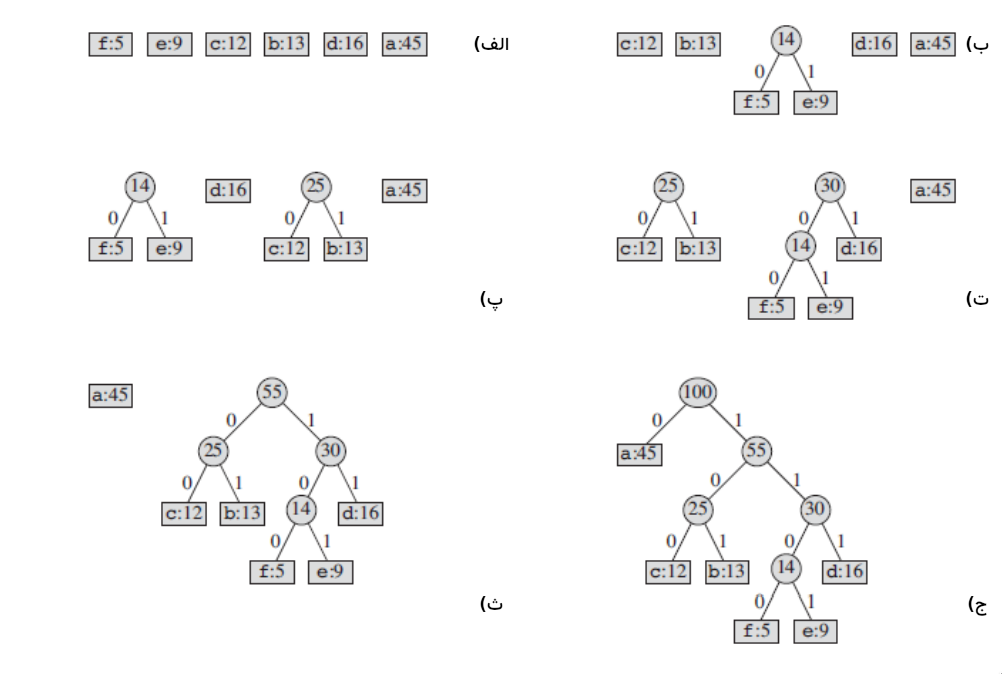 الف) f:5 e:9 c:12 b:13 d:16 a:45
ب) c:12 b:13 14 d:16 a:45
0 1
f:5 e:9
14 d:16 25 a:45
0 1 0 1
f:5 e:9 c:12 b:13
پ)
25 30 a:45
0 1 0 1
c:12 b:13 14 d:16
0 1
f:5 e:9
ت)
a:45 55
0 1
25 30
0 1 0 1
c:12 b:13 14 d:16
0 1
f:5 e:9
ث)
100
0 1
a:45 55
0 1
25 30
0 1 0 1
c:12 b:13 14 d:16
0 1
f:5 e:9
ج)